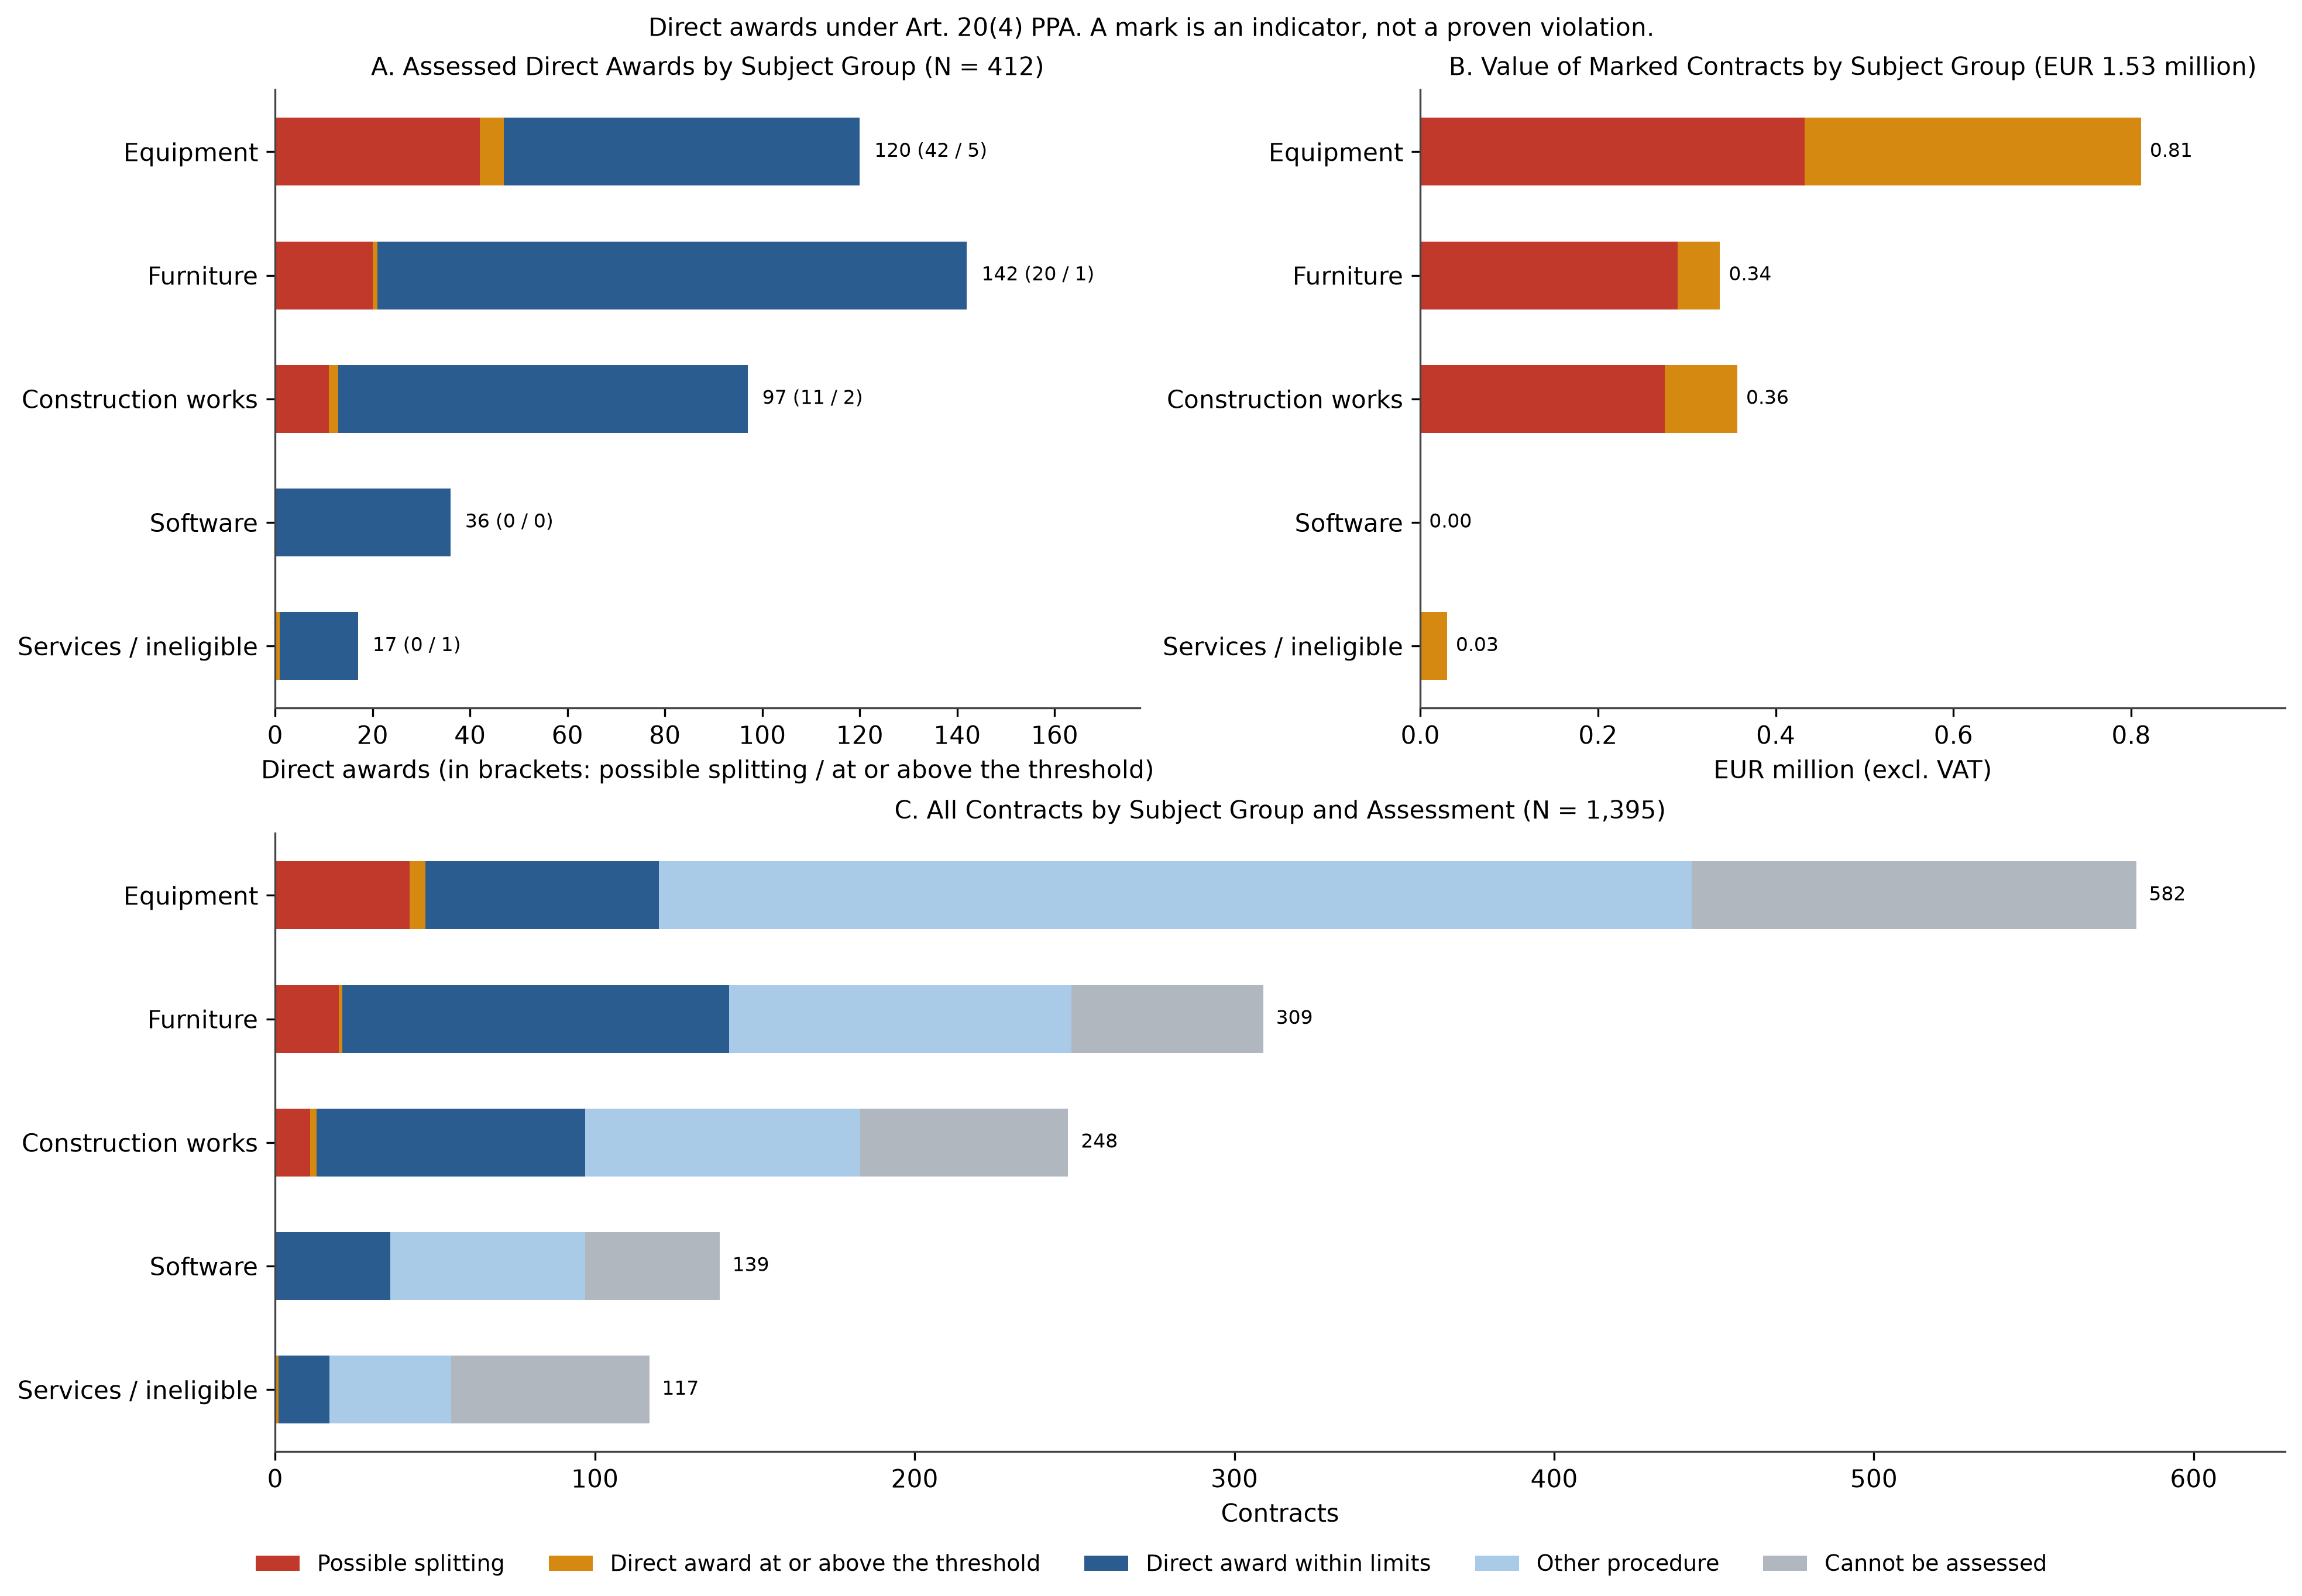 Direct awards under Art. 20(4) PPA. A mark is an indicator, not a proven violation.
A. Assessed Direct Awards by Subject Group (N = 412)
Equipment
120 (42 / 5)
Furniture
142 (20 / 1)
Construction works
97 (11 / 2)
Software
36 (0 / 0)
Services / ineligible
17 (0 / 1)
0 20 40 60 80 100 120 140 160
Direct awards (in brackets: possible splitting / at or above the threshold)
B. Value of Marked Contracts by Subject Group (EUR 1.53 million)
Equipment
0.81
Furniture
0.34
Construction works
0.36
Software
0.00
Services / ineligible
0.03
0.0 0.2 0.4 0.6 0.8
EUR million (excl. VAT)
C. All Contracts by Subject Group and Assessment (N = 1,395)
Equipment
582
Furniture
309
Construction works
248
Software
139
Services / ineligible
117
0 100 200 300 400 500 600
Contracts
Possible splitting
Direct award at or above the threshold
Direct award within limits
Other procedure
Cannot be assessed